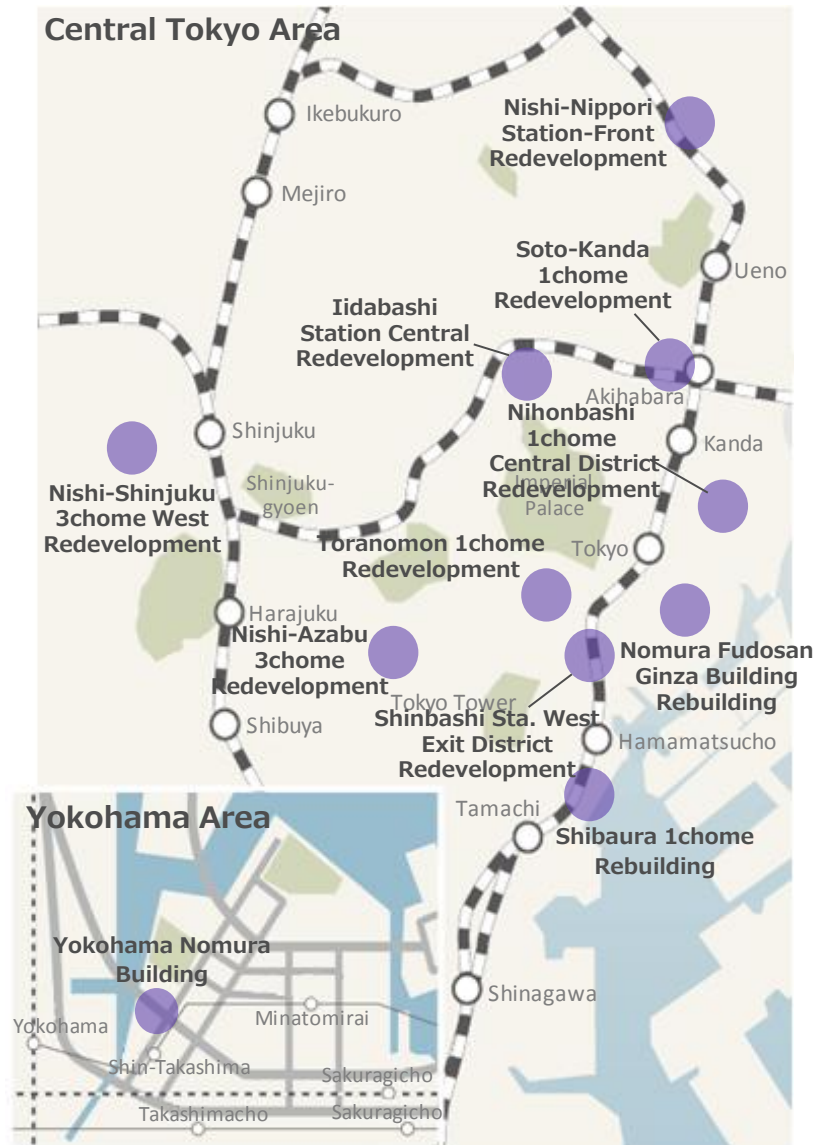 Central Tokyo Area
Ikebukuro
Nishi-Nippori
Station-Front
Redevelopment
Mejiro
Soto-Kanda
1chome
Redevelopment
Ueno
Iidabashi
Station Central
Redevelopment
Akihabara
Shinjuku
Nihonbashi
1chome
Central District
Redevelopment
Kanda
Shinjuku-
gyoen
Imperial
Palace
Nishi-Shinjuku
3chome West
Redevelopment
Toranomon 1chome
Redevelopment
Tokyo
Harajuku
Nishi-Azabu
3chome
Redevelopment
Nomura Fudosan
Ginza Building
Rebuilding
Tokyo Tower
Shinbashi Sta. West
Exit District
Redevelopment
Shibuya
Hamamatsucho
Tamachi
Shibaura 1chome
Rebuilding
Shinagawa
Yokohama Area
Yokohama Nomura
Building
Yokohama
Minatomirai
Shin-Takashima
Sakuragicho
Takashimacho
Sakuragicho